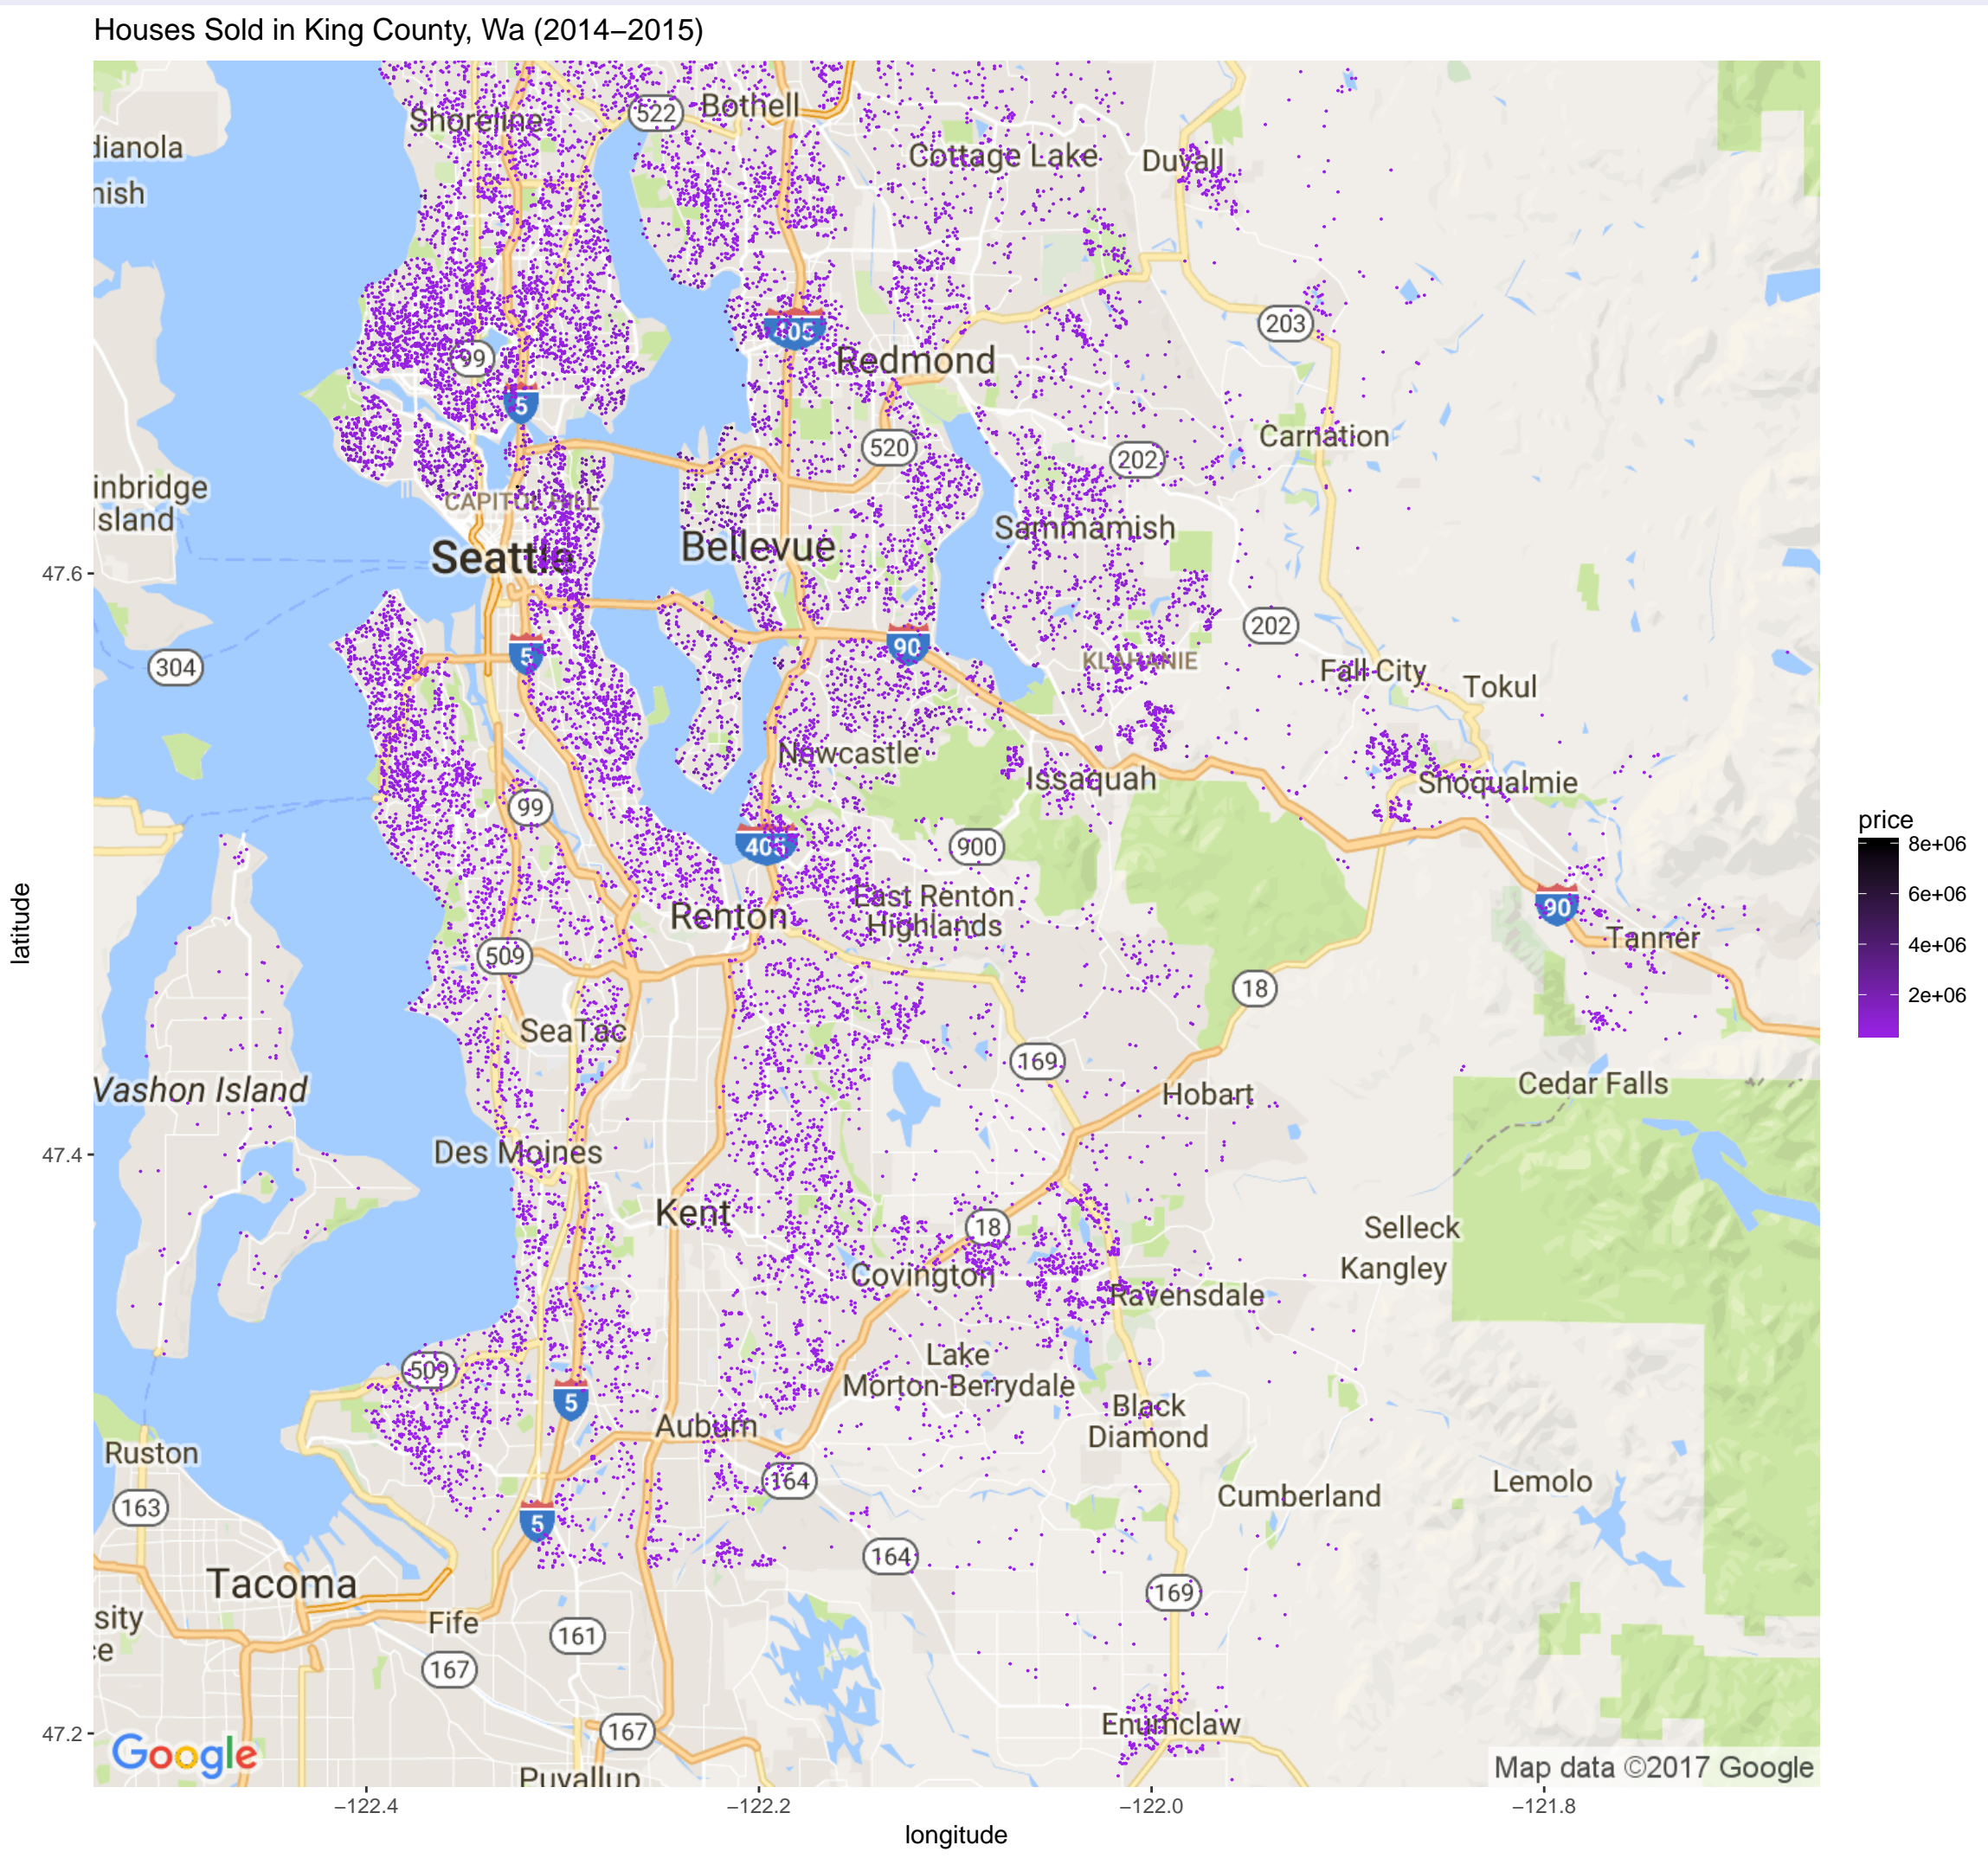 Houses Sold in King County, Wa (2014–2015)
Shoreline
522
Bothell
dianola
Cottage Lake
Duvall
nish
405
203
99
Redmond
5
Carnation
520
202
inbridge
Island
CAPITOL HILL
Sammamish
Seattle
Bellevue
47.6
202
304
5
90
KLAHANIE
Fall City
Tokul
Newcastle
Issaquah
Snoqualmie
99
405
900
price
8e+06
6e+06
4e+06
2e+06
latitude
East Renton
Highlands
Renton
90
Tanner
509
18
SeaTac
169
Vashon Island
Hobart
Cedar Falls
47.4
Des Moines
Kent
18
Selleck
Kangley
Covington
Ravensdale
509
Lake
Morton-Berrydale
5
Auburn
Black
Diamond
Ruston
164
Lemolo
163
5
Cumberland
164
Tacoma
169
sity
ce
Fife
161
167
47.2
167
Enumclaw
Google
Puyallup
Map data ©2017 Google
−122.4
−122.2
−122.0
−121.8
longitude